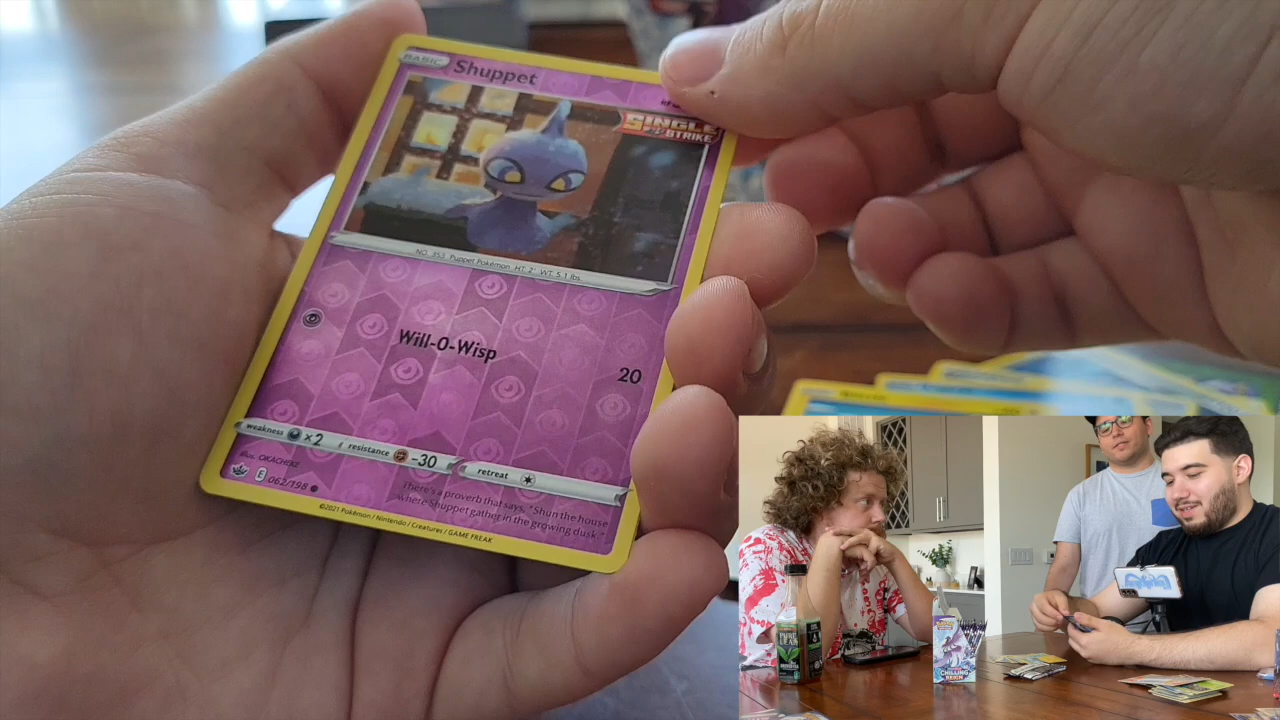 BASIC Shuppet
SINGLE
STRIKE
NO. 353 Puppet Pokémon HT: 2' WT: 5.1 lbs.
Will-O-Wisp
20
weakness ×2 resistance -30 retreat
illus. OKACHEKE
E 062/198
There's a proverb that says, "Shun the house
where Shuppet gather in the growing dusk."
©2021 Pokémon / Nintendo / Creatures / GAME FREAK
PURE
LEAF
CHILLING
REIGN